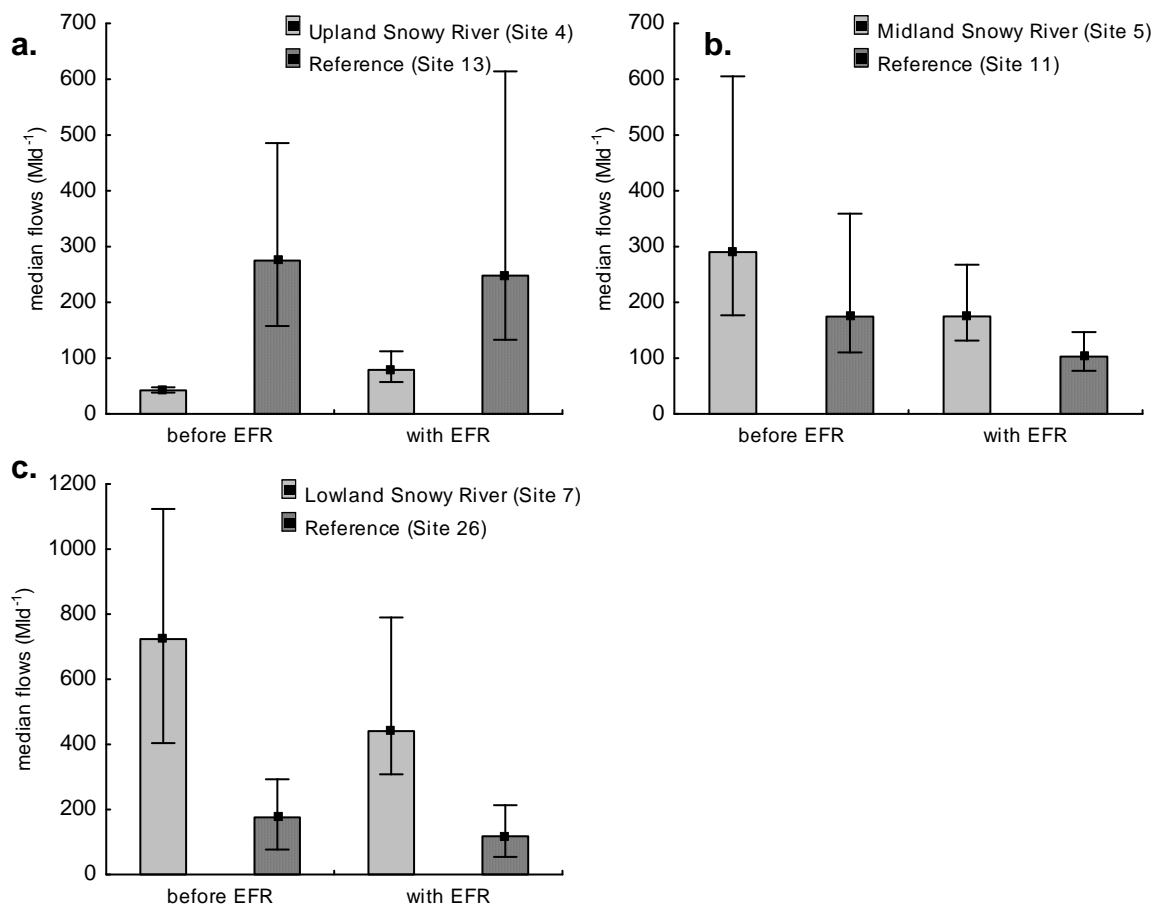 a.
Upland Snowy River (Site 4)
Reference (Site 13)
median flows (Mld⁻¹)
700
600
500
400
300
200
100
0
before EFR with EFR
b.
Midland Snowy River (Site 5)
Reference (Site 11)
median flows (Mld⁻¹)
700
600
500
400
300
200
100
0
before EFR with EFR
c.
Lowland Snowy River (Site 7)
Reference (Site 26)
median flows (Mld⁻¹)
1200
1000
800
600
400
200
0
before EFR with EFR